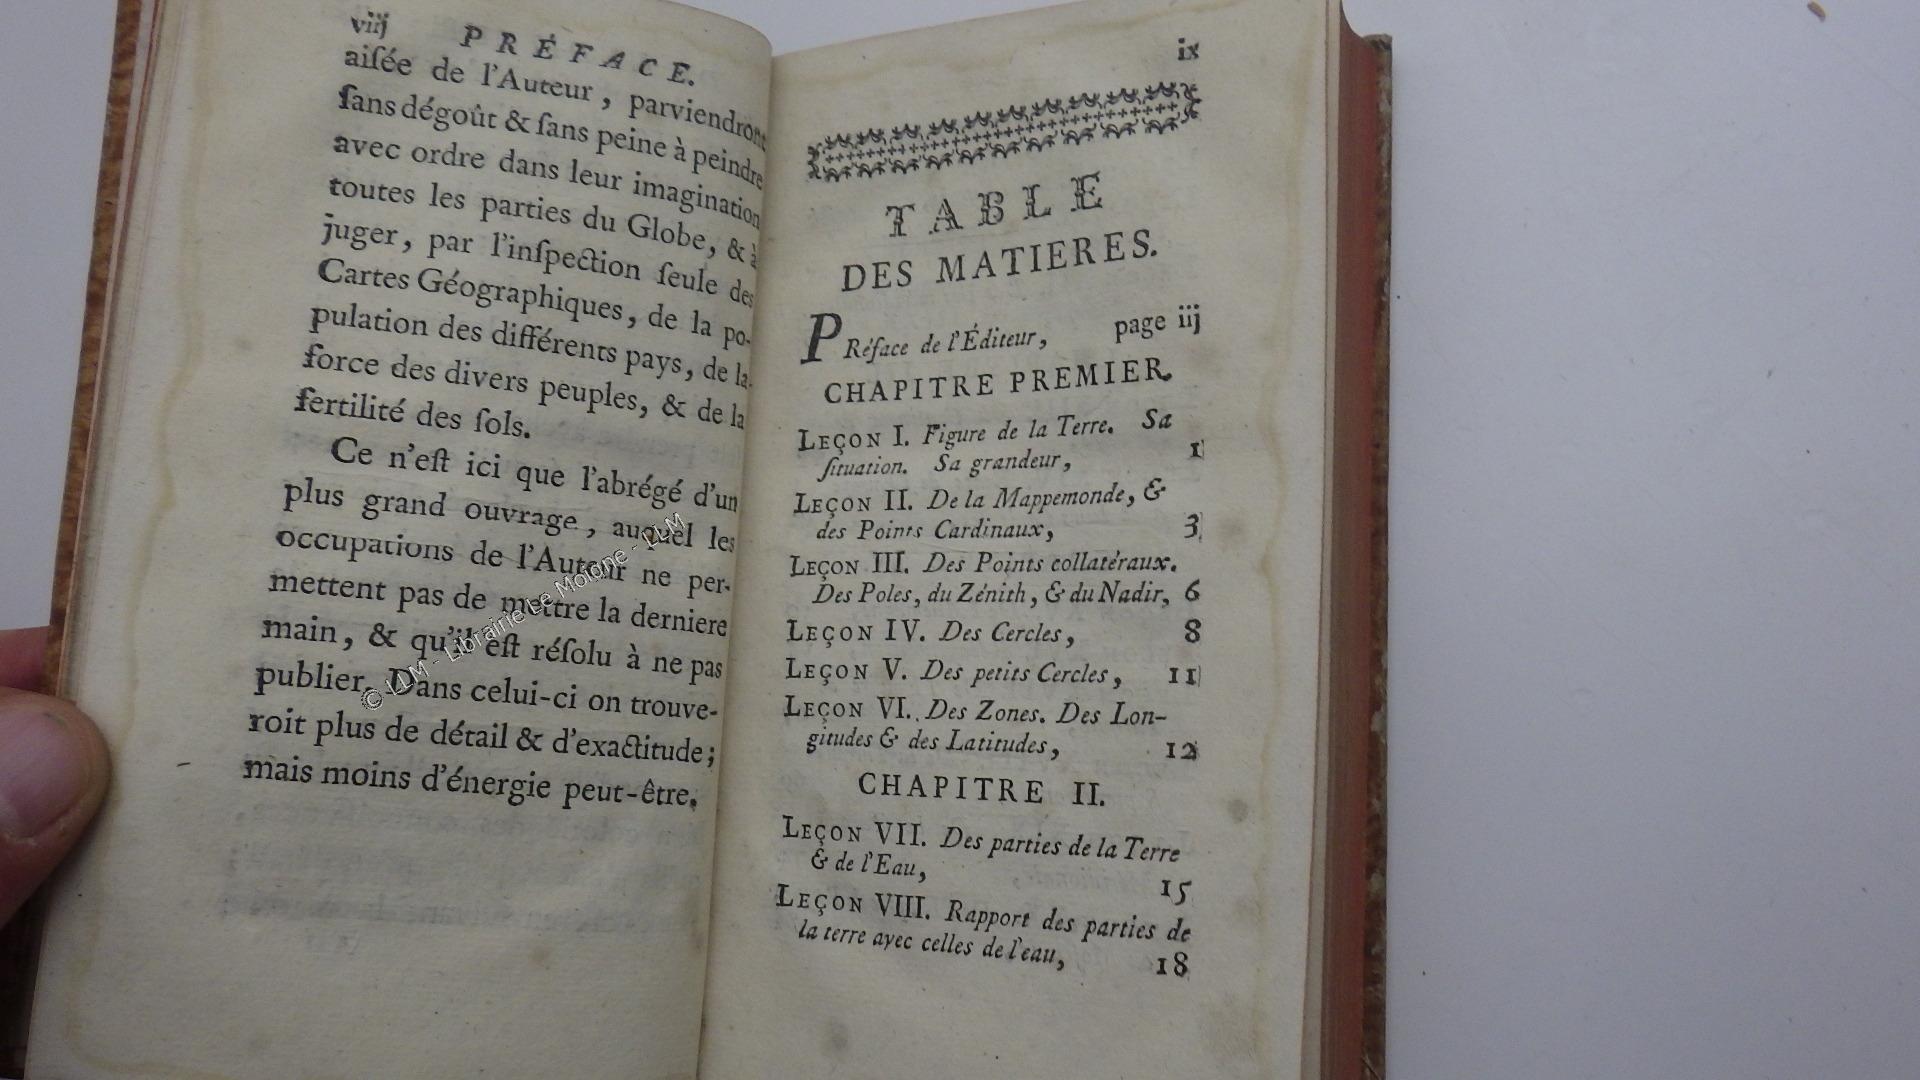 viij PRÉFACE.
aiſée de l'Auteur, parviendront
ſans dégoût & ſans peine à peindre
avec ordre dans leur imagination
toutes les parties du Globe, & à
juger, par l'inſpection ſeule des
Cartes Géographiques, de la po-
pulation des différents pays, de la
force des divers peuples, & de la
fertilité des ſols.
Ce n'eſt ici que l'abrégé d'un
plus grand ouvrage, auquel les
occupations de l'Auteur ne per-
mettent pas de mettre la derniere
main, & qu'il eſt réſolu à ne pas
publier. Dans celui-ci on trouve-
roit plus de détail & d'exactitude;
mais moins d'énergie peut-être.
© LLM - Librairie Le Moione - LLM
ix
TABLE
DES MATIERES.
PRéface de l'Éditeur, page iij
CHAPITRE PREMIER.
LEÇON I. Figure de la Terre. Sa
ſituation. Sa grandeur, 1
LEÇON II. De la Mappemonde, &
des Points Cardinaux, 3
LEÇON III. Des Points collatéraux.
Des Poles, du Zénith, & du Nadir, 6
LEÇON IV. Des Cercles, 8
LEÇON V. Des petits Cercles, 11
LEÇON VI. Des Zones. Des Lon-
gitudes & des Latitudes, 12
CHAPITRE II.
LEÇON VII. Des parties de la Terre
& de l'Eau, 15
LEÇON VIII. Rapport des parties de
la terre avec celles de l'eau, 18